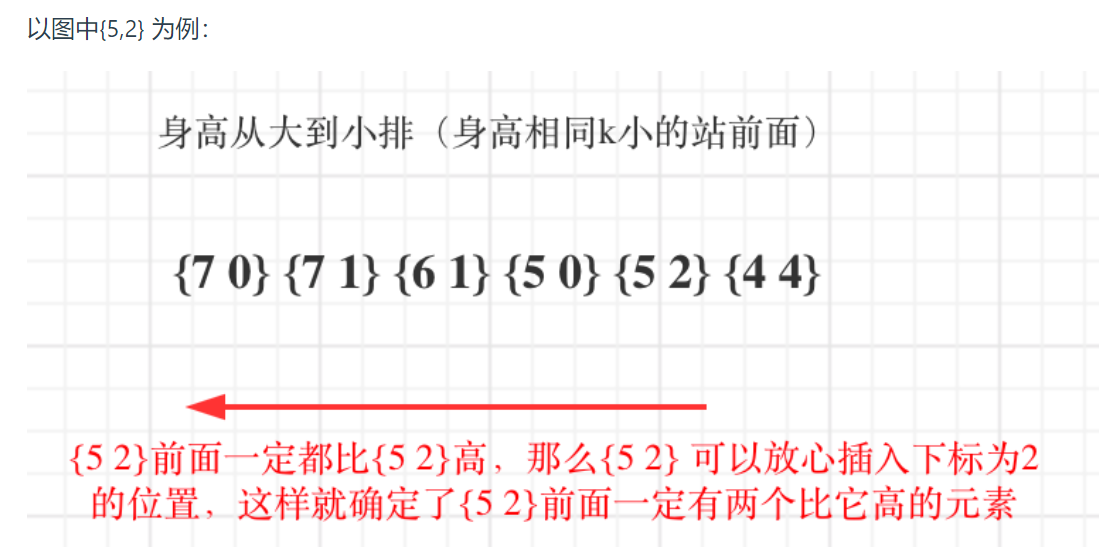 以图中{5,2} 为例：
身高从大到小排（身高相同k小的站前面）
{7 0} {7 1} {6 1} {5 0} {5 2} {4 4}
{5 2}前面一定都比{5 2}高，那么{5 2} 可以放心插入下标为2
的位置，这样就确定了{5 2}前面一定有两个比它高的元素